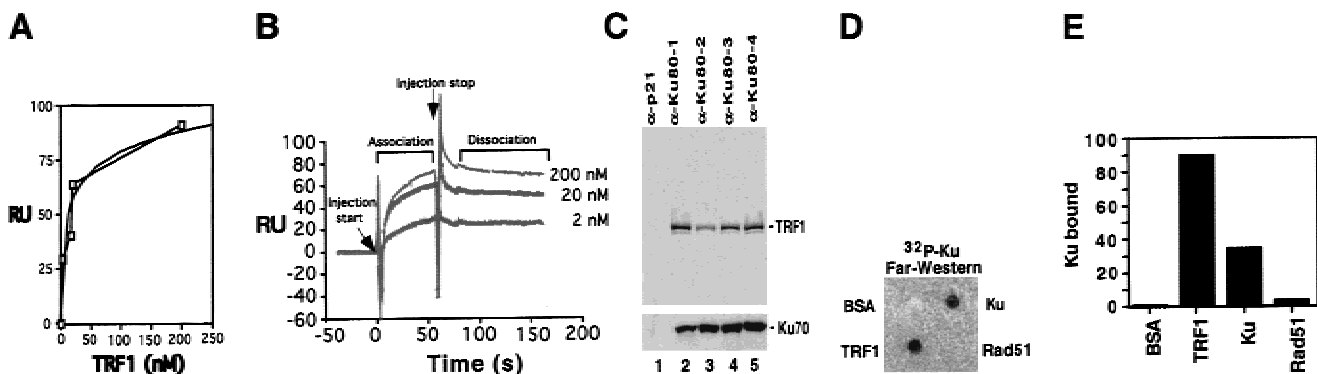 A
100
75
50
25
0
RU
0 50 100 150 200 250
TRF1 (nM)
B
Injection stop
Association
Dissociation
Injection start
100
80
60
40
20
0
-20
-40
-60
RU
200 nM
20 nM
2 nM
-50 0 50 100 150 200
Time (s)
C
α-p21
α-Ku80-1
α-Ku80-2
α-Ku80-3
α-Ku80-4
-TRF1
-Ku70
1 2 3 4 5
D
32P-Ku
Far-Western
BSA
Ku
TRF1
Rad51
E
100
80
60
40
20
0
Ku bound
BSA
TRF1
Ku
Rad51